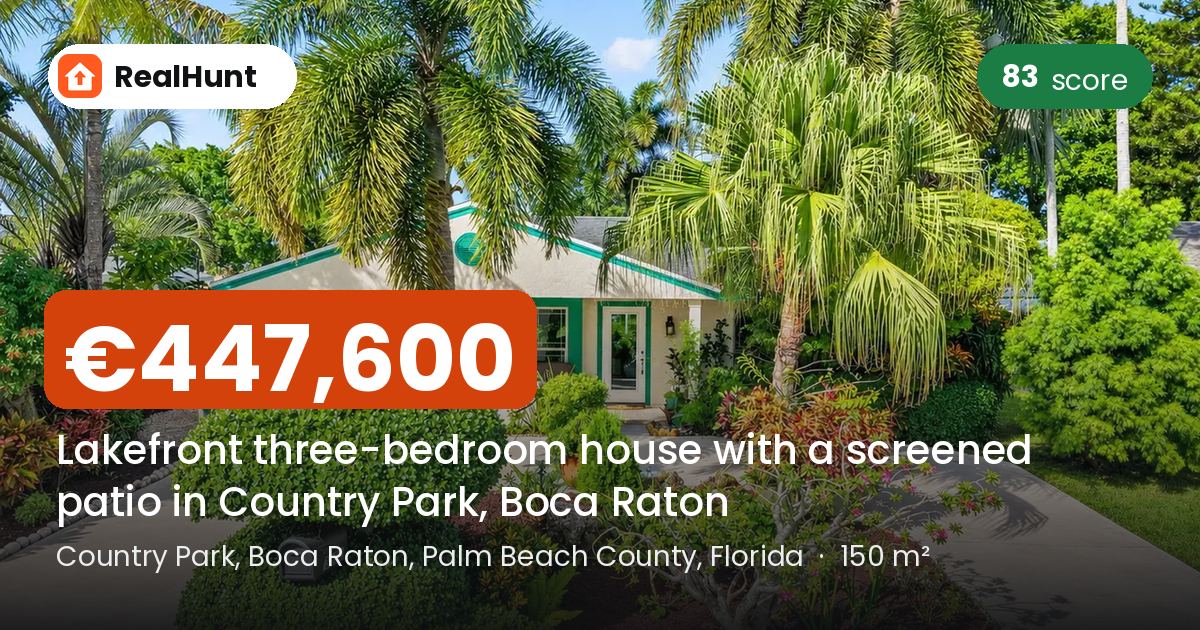 RealHunt
83 score
€447,600
Lakefront three-bedroom house with a screened
patio in Country Park, Boca Raton
Country Park, Boca Raton, Palm Beach County, Florida · 150 m²